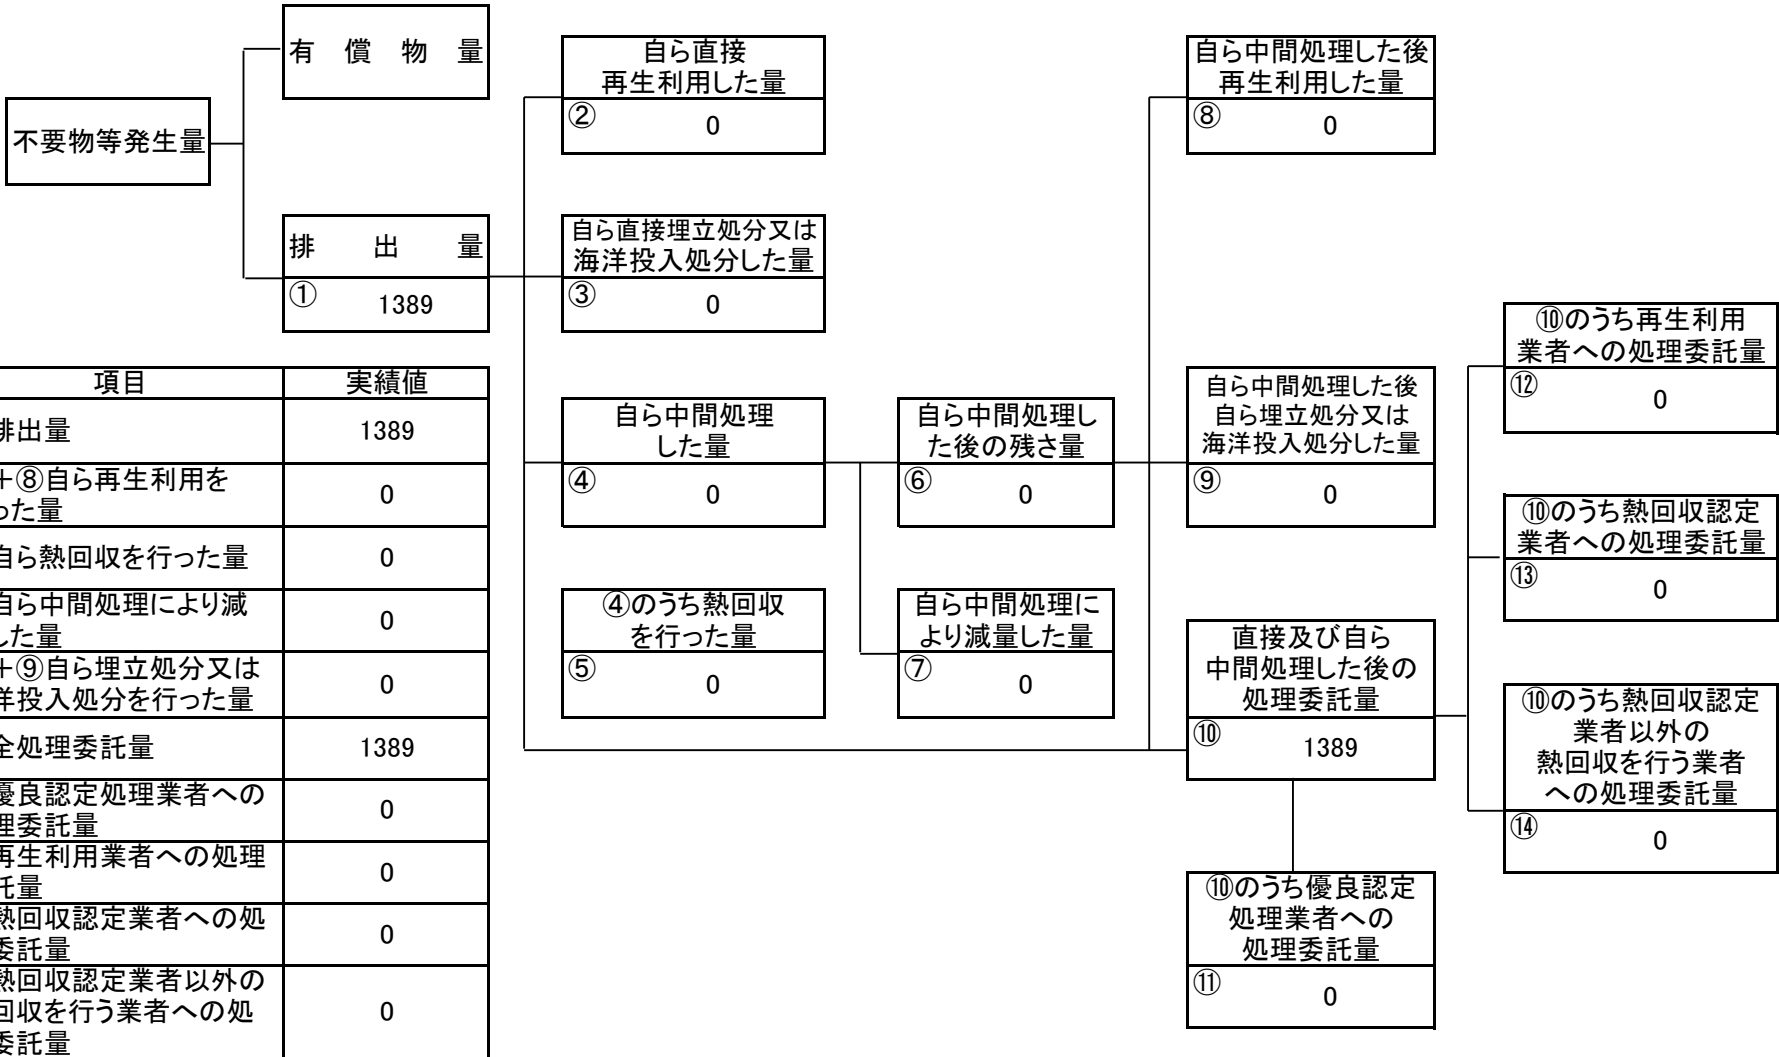 有償物量
不要物等発生量
排出量
①
1389
自ら直接
再生利用した量
②
0
自ら直接埋立処分又は
海洋投入処分した量
③
0
自ら中間処理
した量
④
0
④のうち熱回収
を行った量
⑤
0
自ら中間処理し
た後の残さ量
⑥
0
自ら中間処理に
より減量した量
⑦
0
自ら中間処理した後
再生利用した量
⑧
0
自ら中間処理した後
自ら埋立処分又は
海洋投入処分した量
⑨
0
直接及び自ら
中間処理した後の
処理委託量
⑩
1389
⑩のうち優良認定
処理業者への
処理委託量
⑪
0
⑩のうち再生利用
業者への処理委託量
⑫
0
⑩のうち熱回収認定
業者への処理委託量
⑬
0
⑩のうち熱回収認定
業者以外の
熱回収を行う業者
への処理委託量
⑭
0
項目 実績値
排出量 1389
+⑧自ら再生利用を
った量
0
自ら熱回収を行った量 0
自ら中間処理により減
した量
0
+⑨自ら埋立処分又は
洋投入処分を行った量
0
全処理委託量 1389
優良認定処理業者への
理委託量
0
再生利用業者への処理
託量
0
熱回収認定業者への処
委託量
0
熱回収認定業者以外の
回収を行う業者への処
委託量
0